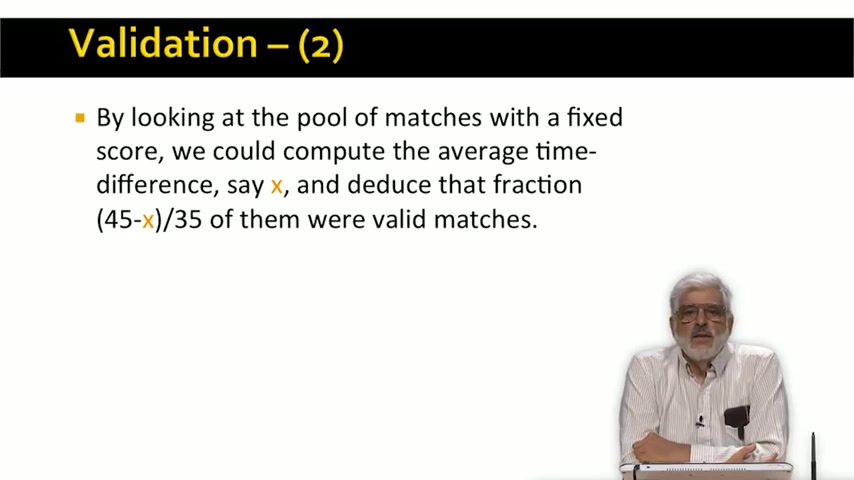 Validation – (2)
By looking at the pool of matches with a fixed
score, we could compute the average time-
difference, say x, and deduce that fraction
(45-x)/35 of them were valid matches.